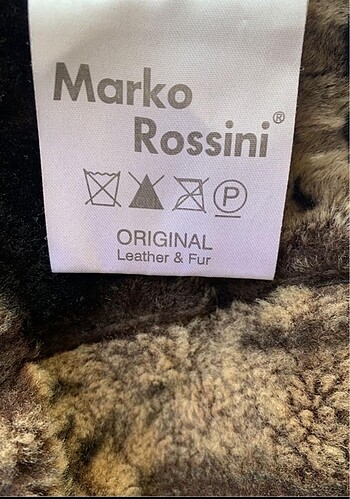 Marko
Rossini®
P
ORIGINAL
Leather & Fur